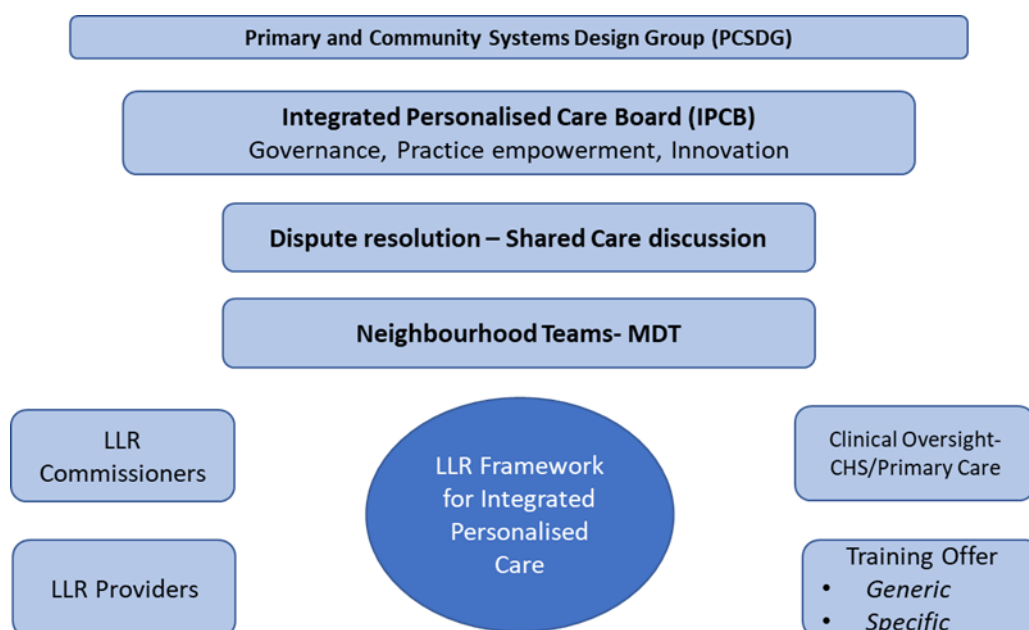 Primary and Community Systems Design Group (PCSDG)
Integrated Personalised Care Board (IPCB)
Governance, Practice empowerment, Innovation
Dispute resolution – Shared Care discussion
Neighbourhood Teams- MDT
LLR
Commissioners
LLR Framework
for Integrated
Personalised
Care
Clinical Oversight-
CHS/Primary Care
LLR Providers
Training Offer
• Generic
• Specific